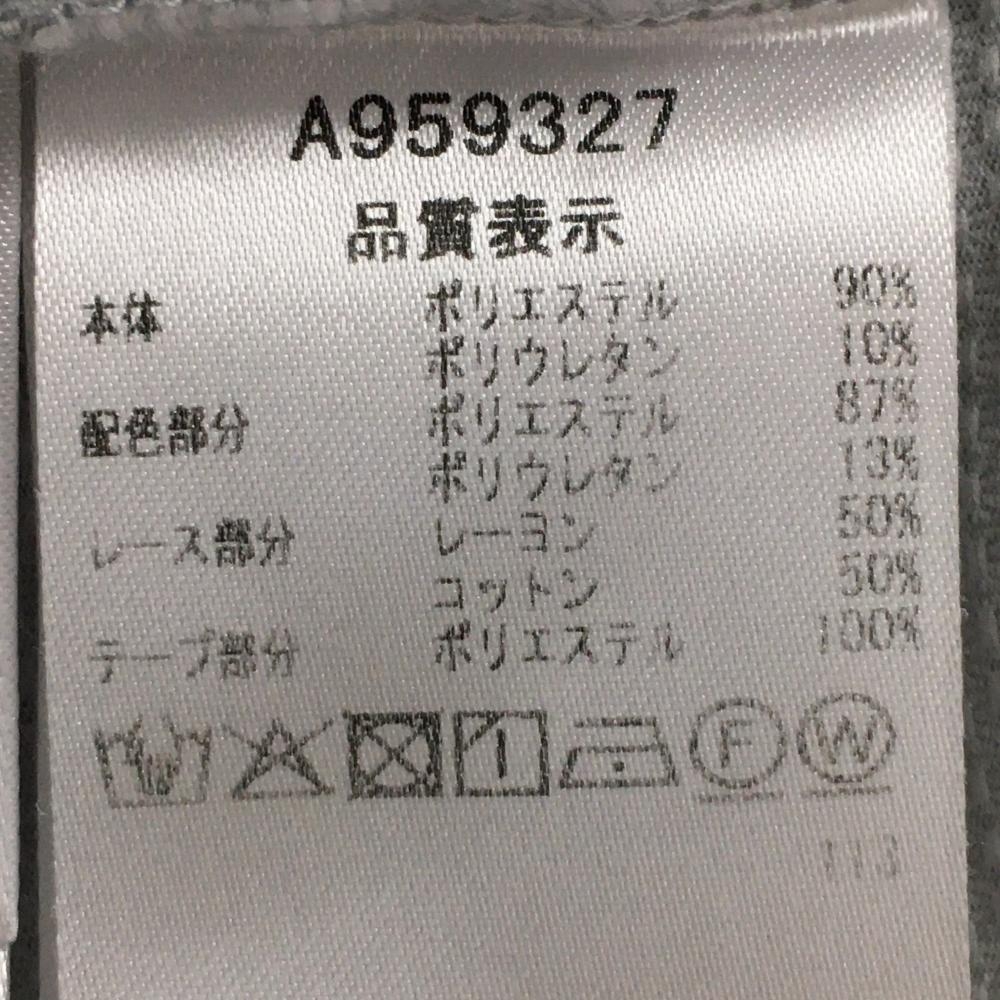 A959327
品質表示
本体 ポリエステル 90%
ポリウレタン 10%
配色部分 ポリエステル 87%
ポリウレタン 13%
レース部分 レーヨン 50%
コットン 50%
テープ部分 ポリエステル 100%
F W
113